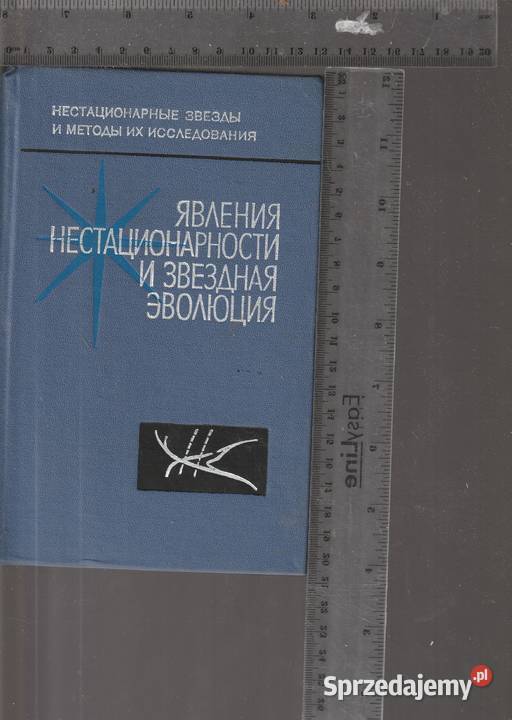 НЕСТАЦИОНАРНЫЕ ЗВЕЗДЫ
И МЕТОДЫ ИХ ИССЛЕДОВАНИЯ
ЯВЛЕНИЯ
НЕСТАЦИОНАРНОСТИ
И ЗВЕЗДНАЯ
ЭВОЛЮЦИЯ
EasyLine
Sprzedajemy.pl